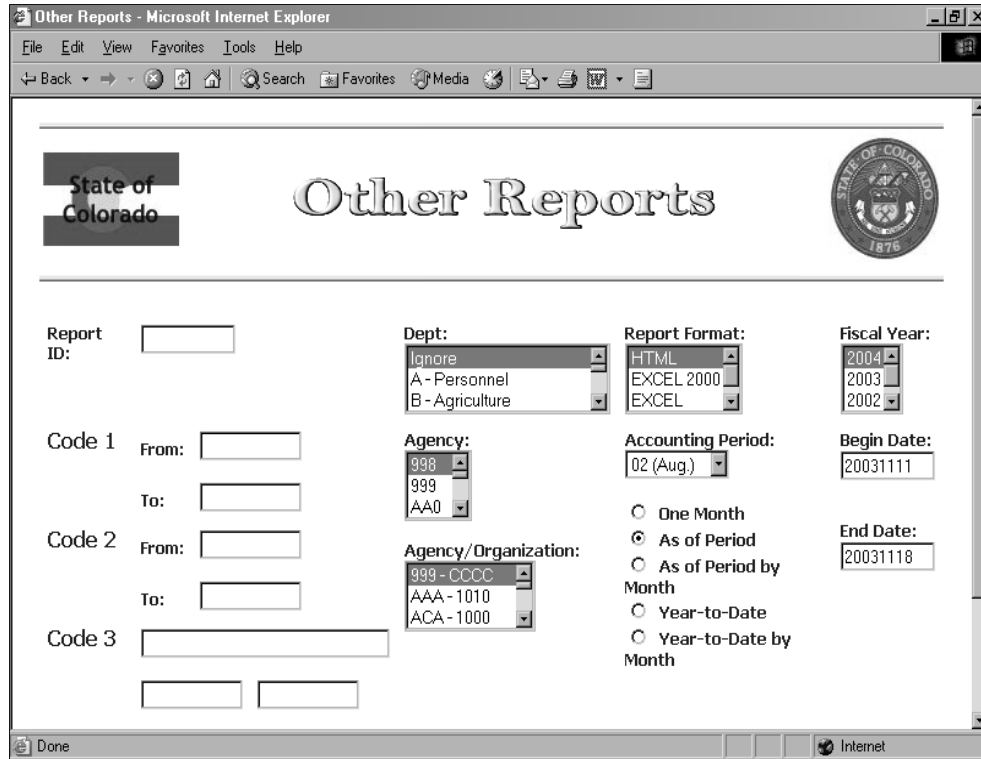 Other Reports - Microsoft Internet Explorer
File Edit View Favorites Tools Help
Back Search Favorites Media
State of
Colorado
Other Reports
STATE OF COLORADO
1876
Report
ID:
Dept:
Ignore
A - Personnel
B - Agriculture
Report Format:
HTML
EXCEL 2000
EXCEL
Fiscal Year:
2004
2003
2002
Code 1
From:
To:
Agency:
998
999
AA0
Accounting Period:
02 (Aug.)
Begin Date:
20031111
One Month
As of Period
As of Period by
Month
Year-to-Date
Year-to-Date by
Month
End Date:
20031118
Code 2
From:
To:
Agency/Organization:
999 - CCCC
AAA - 1010
ACA - 1000
Code 3
Done
Internet